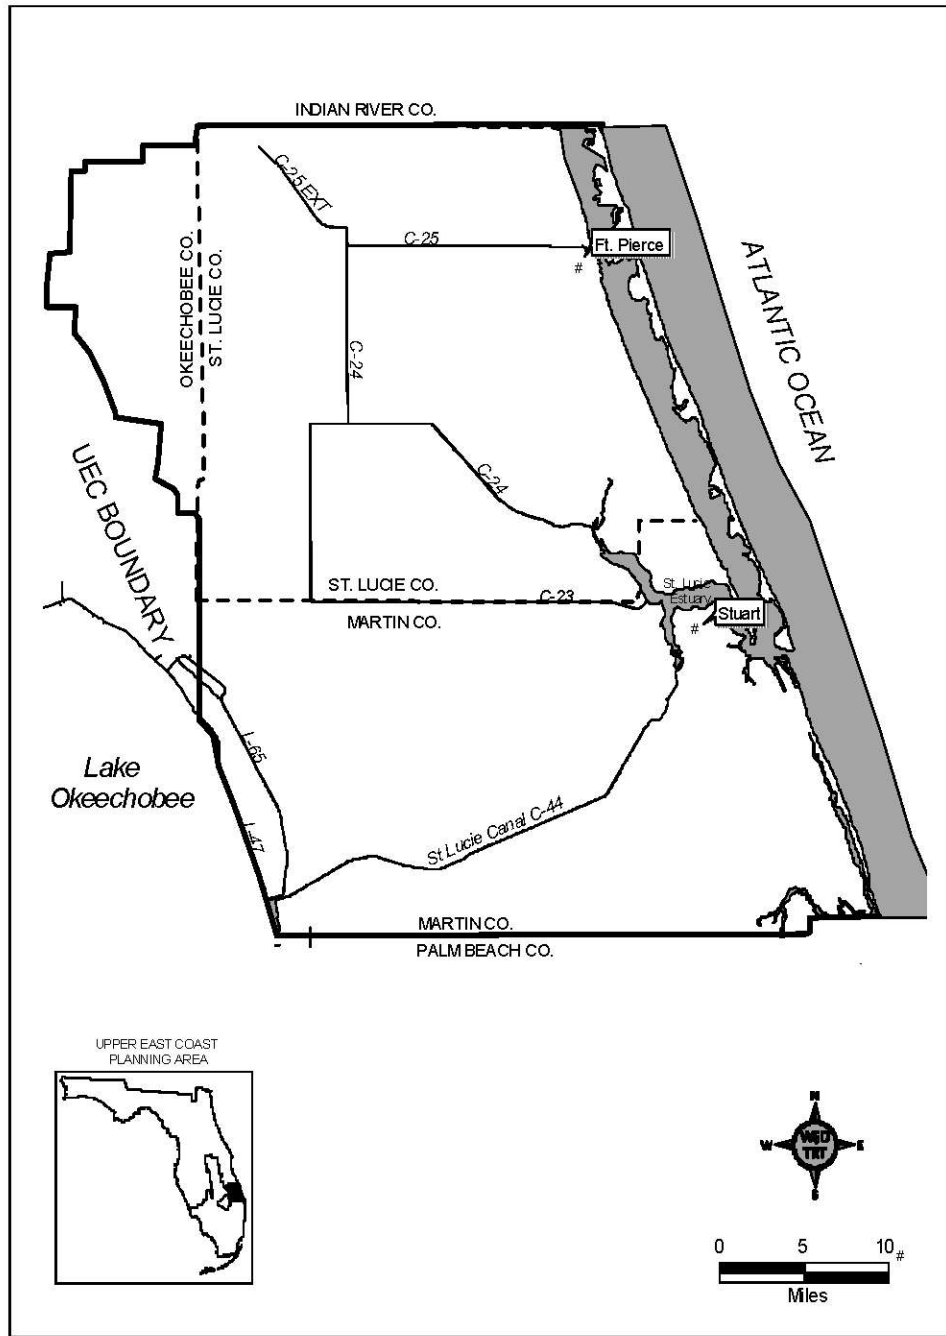 INDIAN RIVER CO.
C-25 EXT
C-25
Ft. Pierce
#
OKEECHOBEE CO.
ST. LUCIE CO.
ATLANTIC OCEAN
C-24
UEC BOUNDARY
C-24
ST. LUCIE CO.
C-23
St. Lucie
Estuary
Stuart
#
MARTIN CO.
L-65
Lake
Okeechobee
L-47
St Lucie Canal C-44
MARTIN CO.
PALM BEACH CO.
UPPER EAST COAST
PLANNING AREA
N
W
E
S
0 5 10
#
Miles